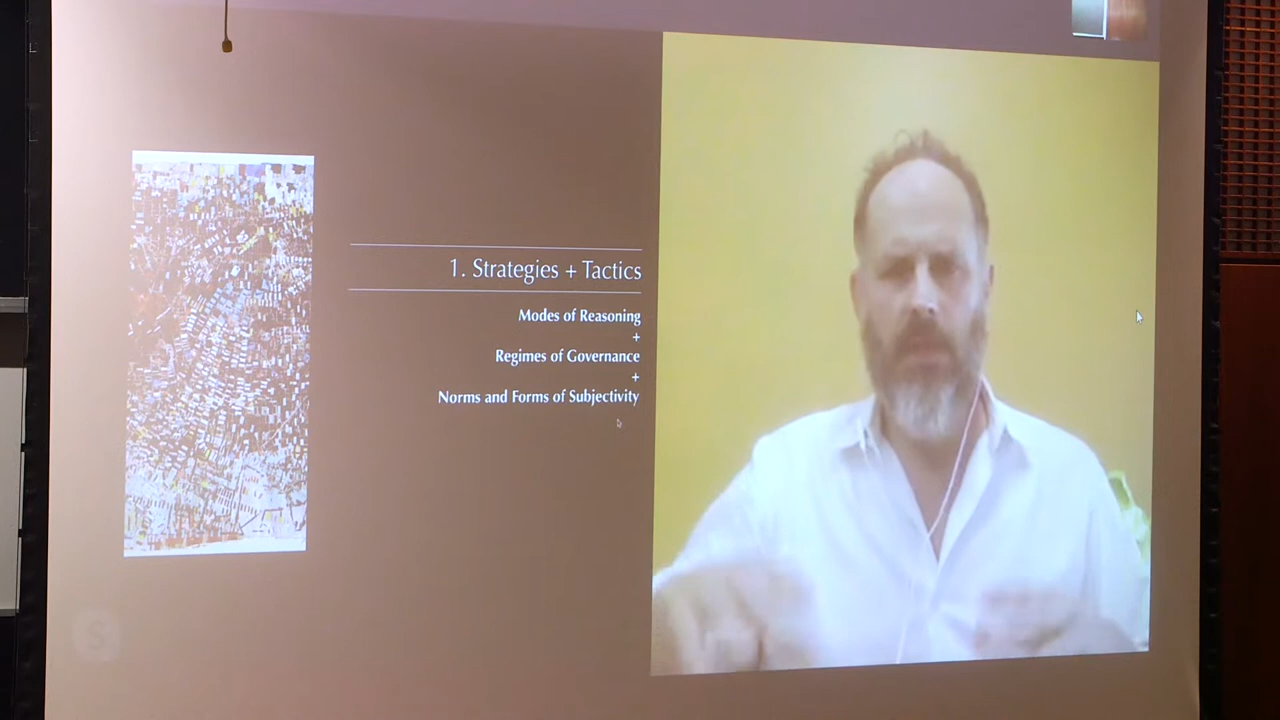 1. Strategies + Tactics
Modes of Reasoning
+
Regimes of Governance
+
Norms and Forms of Subjectivity
S